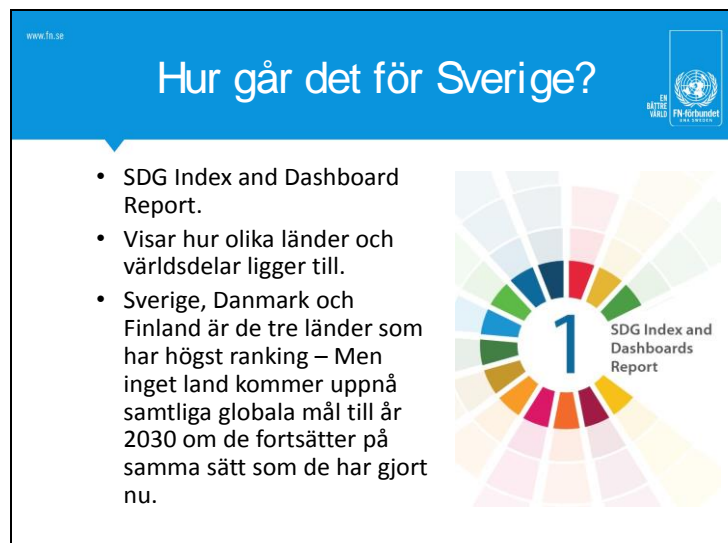 www.fn.se
Hur går det för Sverige?
EN
BÄTTRE
VÄRLD
FN-förbundet
UNA SWEDEN
• SDG Index and Dashboard
Report.
• Visar hur olika länder och
världsdelar ligger till.
• Sverige, Danmark och
Finland är de tre länder som
har högst ranking – Men
inget land kommer uppnå
samtliga globala mål till år
2030 om de fortsätter på
samma sätt som de har gjort
nu.
1
SDG Index and
Dashboards
Report